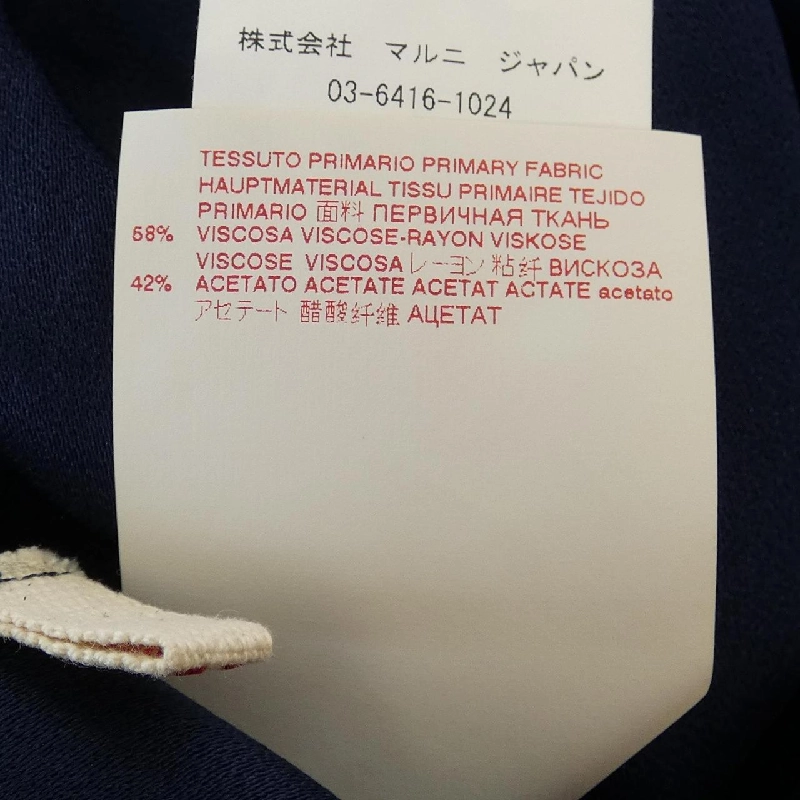 株式会社 マルニ ジャパン
03-6416-1024
TESSUTO PRIMARIO PRIMARY FABRIC
HAUPTMATERIAL TISSU PRIMAIRE TEJIDO
PRIMARIO 面料 ПЕРВИЧНАЯ ТКАНЬ
58% VISCOSA VISCOSE-RAYON VISKOSE
VISCOSE VISCOSA レーヨン 粘纤 ВИСКОЗА
42% ACETATO ACETATE ACETAT ACTATE acetato
アセテート 醋酸纤维 АЦЕТАТ